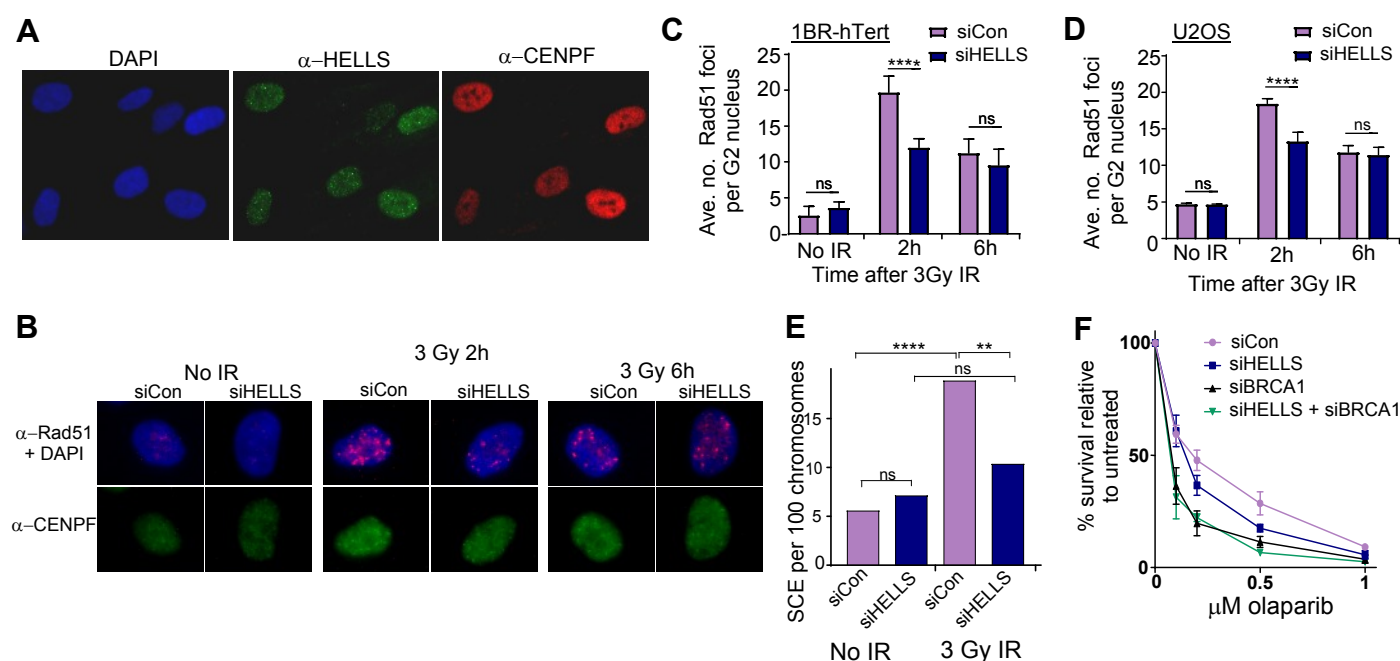 A
DAPI
α–HELLS
α–CENPF
B
No IR
3 Gy 2h
3 Gy 6h
siCon
siHELLS
siCon
siHELLS
siCon
siHELLS
α–Rad51
+ DAPI
α–CENPF
C
1BR-hTert
siCon
siHELLS
Ave. no. Rad51 foci
per G2 nucleus
25
20
15
10
5
0
ns
****
ns
No IR
2h
6h
Time after 3Gy IR
D
U2OS
siCon
siHELLS
Ave. no. Rad51 foci
per G2 nucleus
25
20
15
10
5
0
ns
****
ns
No IR
2h
6h
Time after 3Gy IR
E
SCE per 100 chromosomes
15
10
5
0
****
**
ns
ns
siCon
siHELLS
siCon
siHELLS
No IR
3 Gy IR
F
siCon
siHELLS
siBRCA1
siHELLS + siBRCA1
% survival relative
to untreated
100
50
0
0
0.5
1
μM olaparib